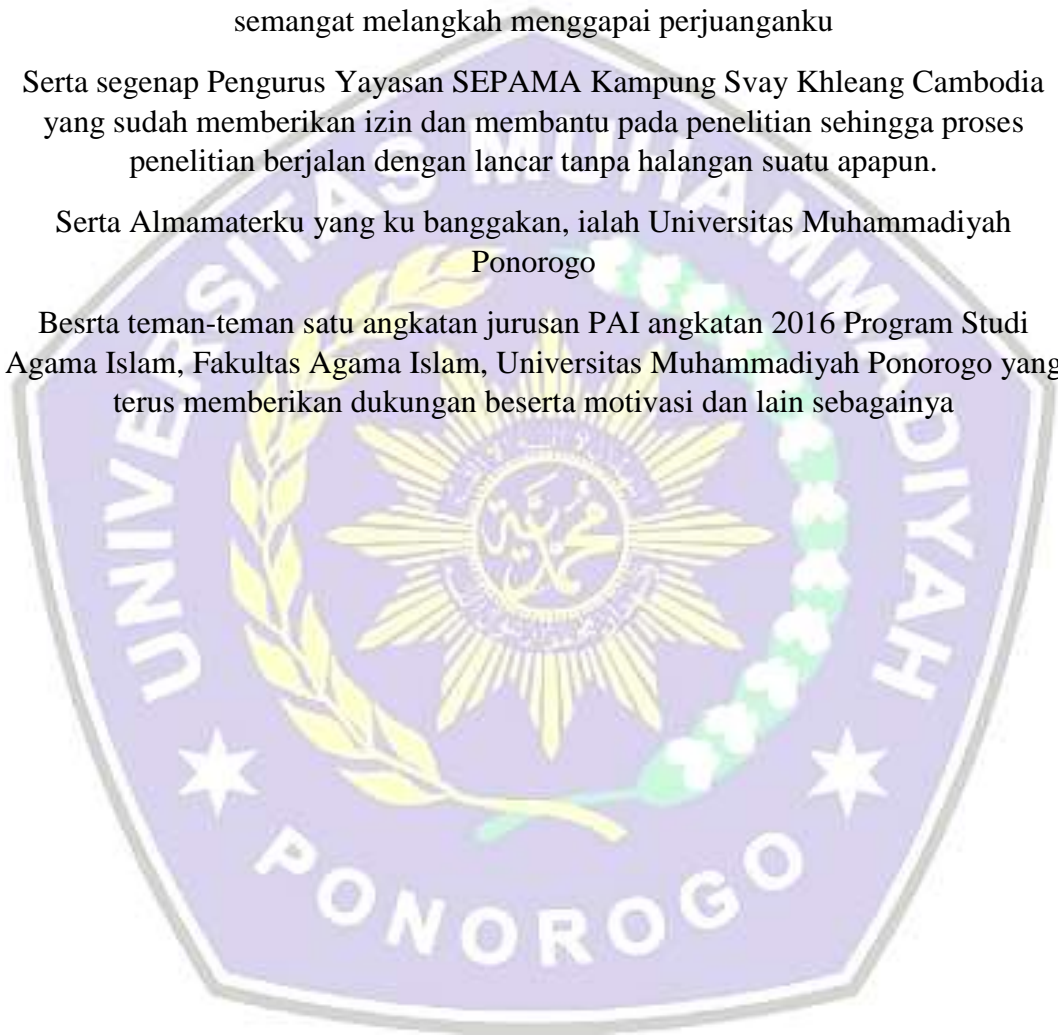 semangat melangkah menggapai perjuanganku
Serta segenap Pengurus Yayasan SEPAMA Kampung Svay Khleang Cambodia
yang sudah memberikan izin dan membantu pada penelitian sehingga proses
penelitian berjalan dengan lancar tanpa halangan suatu apapun.
Serta Almamaterku yang ku banggakan, ialah Universitas Muhammadiyah
Ponorogo
Besrta teman-teman satu angkatan jurusan PAI angkatan 2016 Program Studi
Agama Islam, Fakultas Agama Islam, Universitas Muhammadiyah Ponorogo yang
terus memberikan dukungan beserta motivasi dan lain sebagainya
UNIVERSITAS MUHAMMADIYAH
PONOROGO